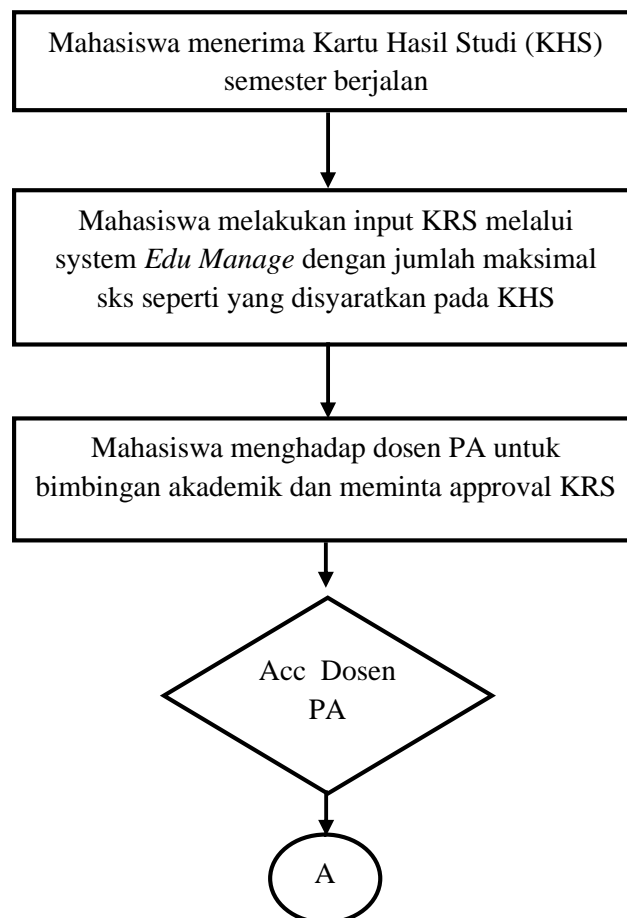 Mahasiswa menerima Kartu Hasil Studi (KHS)
semester berjalan
Mahasiswa melakukan input KRS melalui
system Edu Manage dengan jumlah maksimal
sks seperti yang disyaratkan pada KHS
Mahasiswa menghadap dosen PA untuk
bimbingan akademik dan meminta approval KRS
Acc Dosen
PA
A